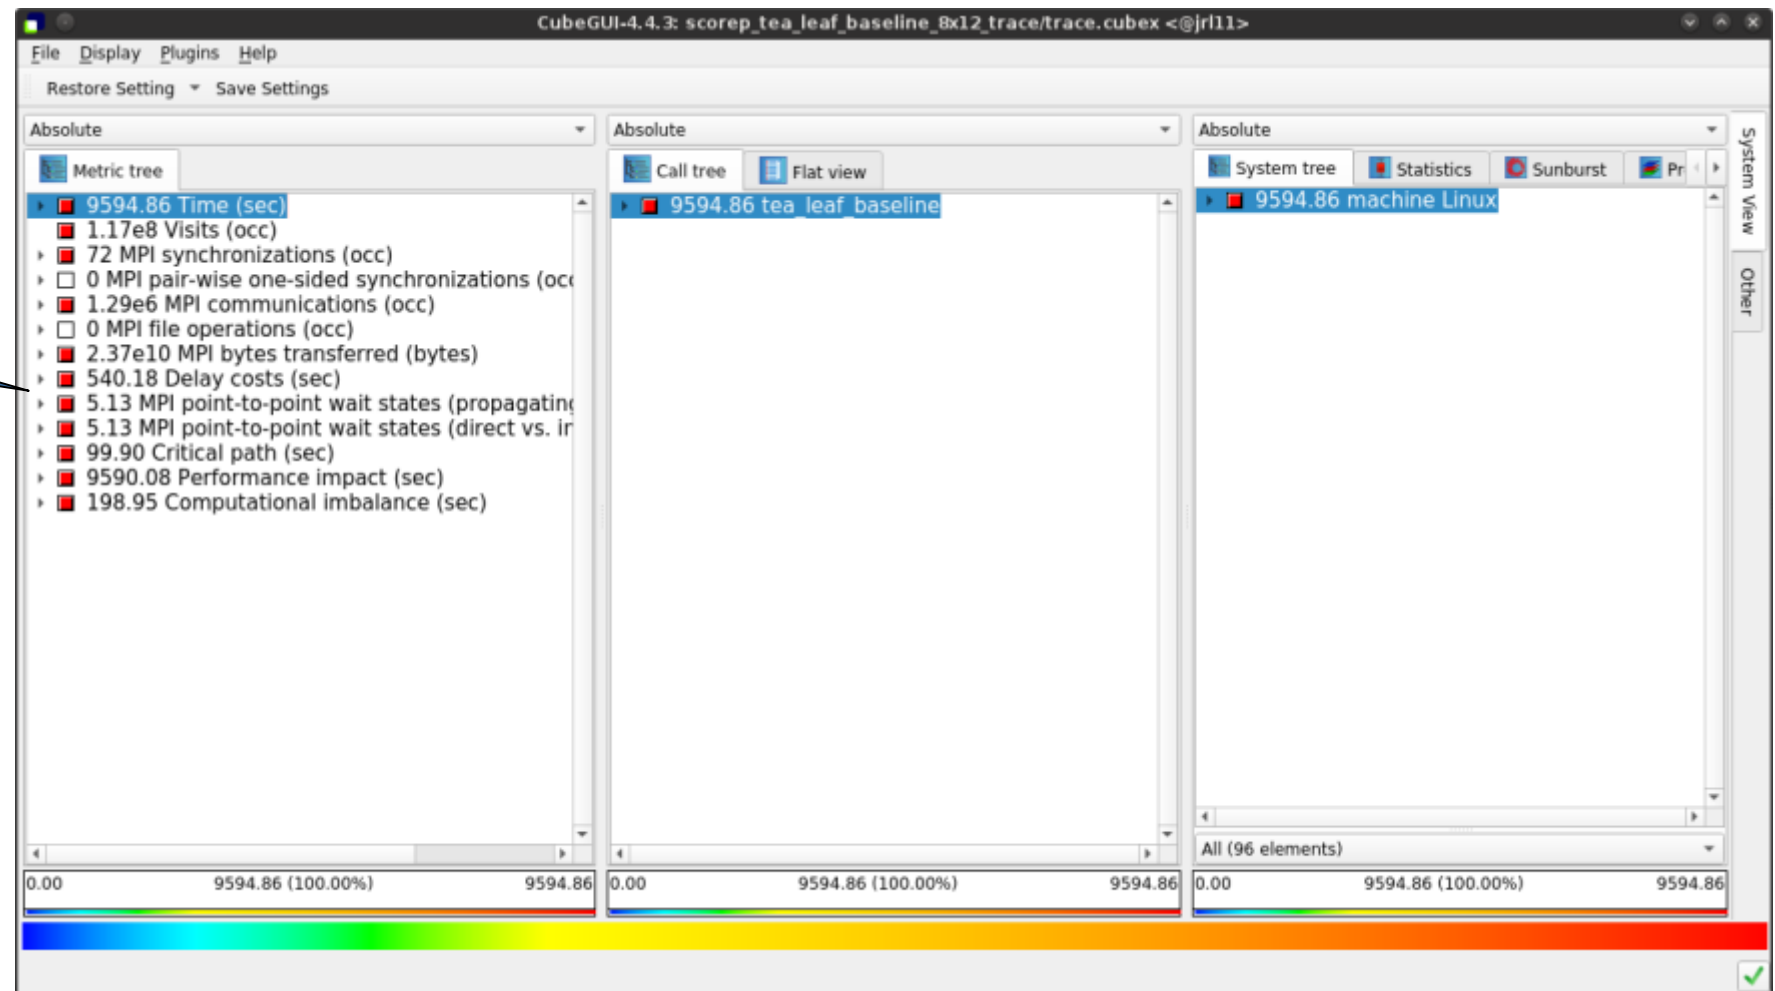 CubeGUI-4.4.3: scorep_tea_leaf_baseline_8x12_trace/trace.cubex <@jrl11>
File Display Plugins Help
Restore Setting Save Settings
Absolute
Metric tree
9594.86 Time (sec)
1.17e8 Visits (occ)
72 MPI synchronizations (occ)
0 MPI pair-wise one-sided synchronizations (occ
1.29e6 MPI communications (occ)
0 MPI file operations (occ)
2.37e10 MPI bytes transferred (bytes)
540.18 Delay costs (sec)
5.13 MPI point-to-point wait states (propagating
5.13 MPI point-to-point wait states (direct vs. in
99.90 Critical path (sec)
9590.08 Performance impact (sec)
198.95 Computational imbalance (sec)
0.00 9594.86 (100.00%) 9594.86
Absolute
Call tree Flat view
9594.86 tea_leaf_baseline
0.00 9594.86 (100.00%) 9594.86
Absolute
System tree Statistics Sunburst Pr
9594.86 machine Linux
All (96 elements)
0.00 9594.86 (100.00%) 9594.86
System View
Other